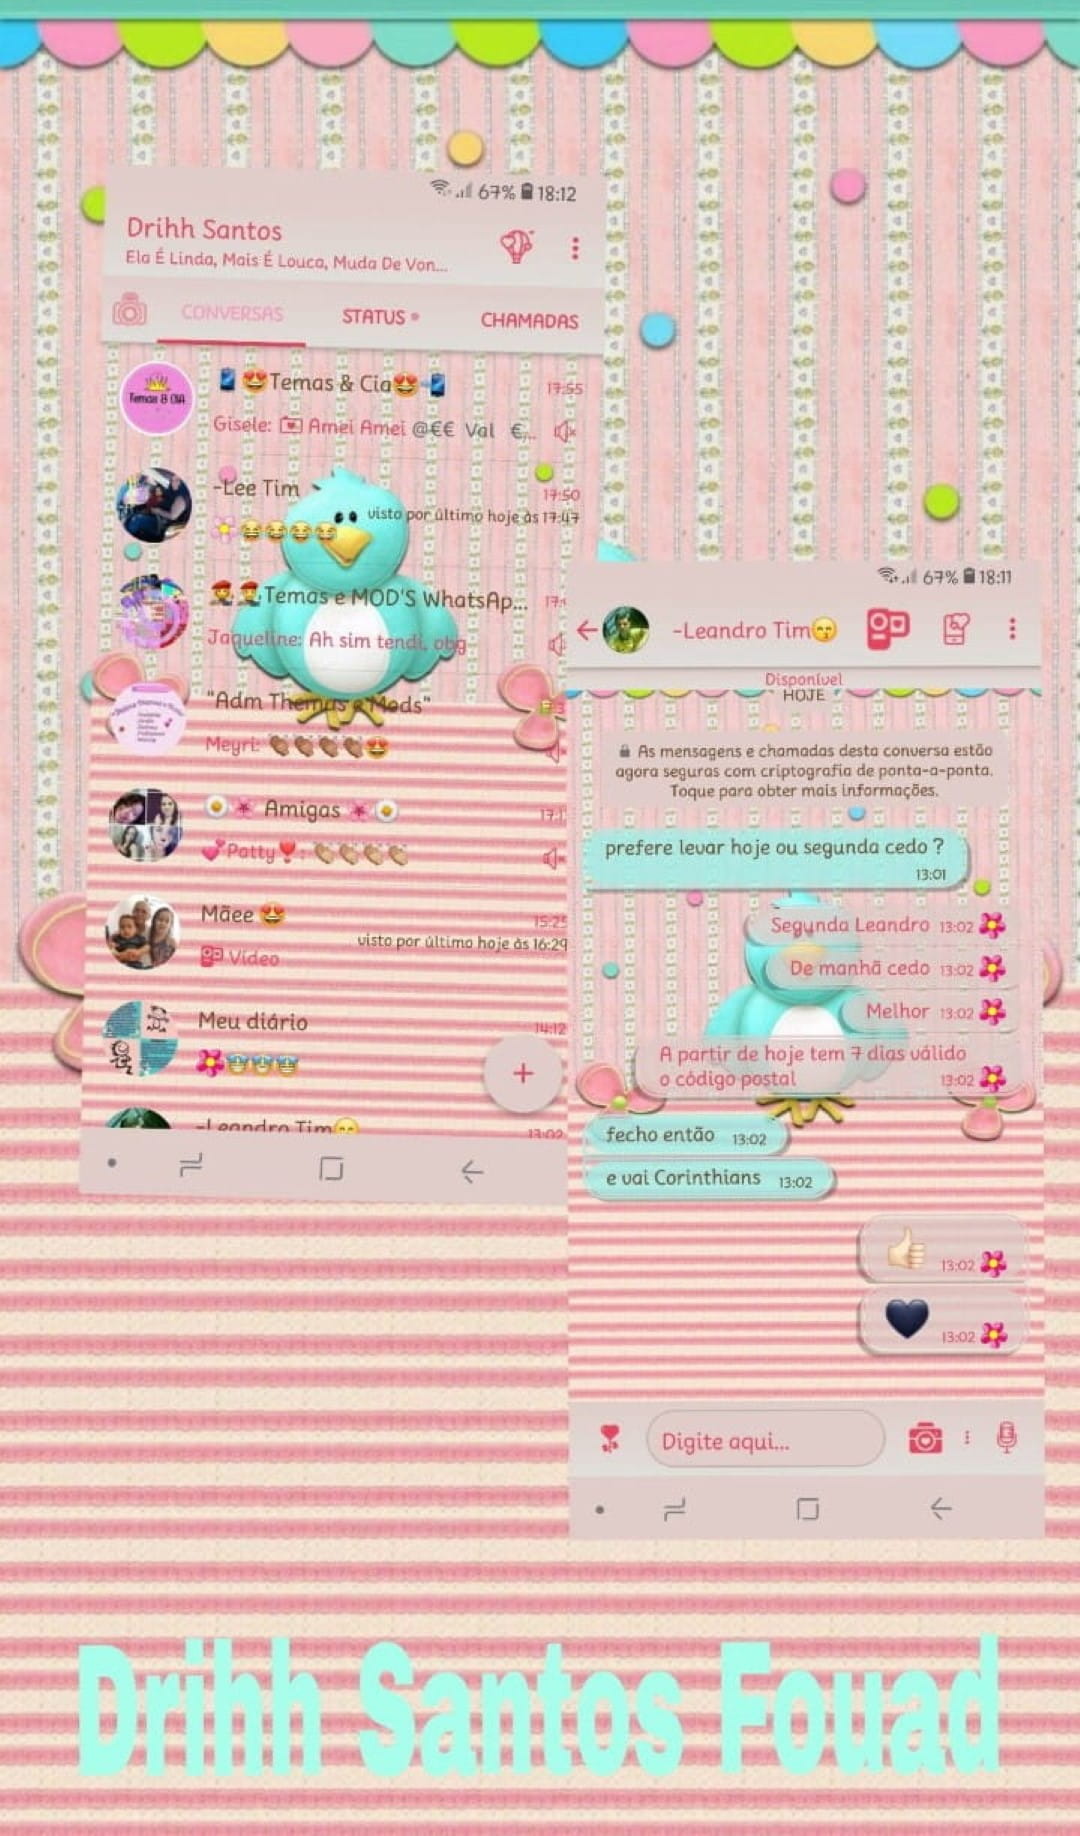 67% 18:12
Drihh Santos
Ela É Linda, Mais É Louca, Muda De Von...
CONVERSAS STATUS CHAMADAS
Temas & CIA
📱😍Temas & Cia😍📲
17:55
Gisele: Amei Amei @€€ Val €...
~Lee Tim
17:50
visto por último hoje às 17:47
🌸😂😂😂😂
Temas e MOD'S WhatsAp...
Jaqueline: Ah sim tendi, obg
"Adm Themas e Mods"
Meyri: 👏🏽👏🏽👏🏽👏🏽😍
Amigas
💕Patty❣: 👏🏼👏🏼👏🏼👏🏼
Mãee 😍
15:25
visto por último hoje às 16:29
Vídeo
Meu diário
14:12
+
~Leandro Tim😙
13:02
67% 18:11
~Leandro Tim😙
Disponível
HOJE
🔒 As mensagens e chamadas desta conversa estão
agora seguras com criptografia de ponta-a-ponta.
Toque para obter mais informações.
prefere levar hoje ou segunda cedo ?
13:01
Segunda Leandro 13:02
De manhã cedo 13:02
Melhor 13:02
A partir de hoje tem 7 dias válido
o código postal 13:02
fecho então 13:02
e vai Corinthians 13:02
👍🏻 13:02
🖤 13:02
Digite aqui...
Drihh Santos Fouad